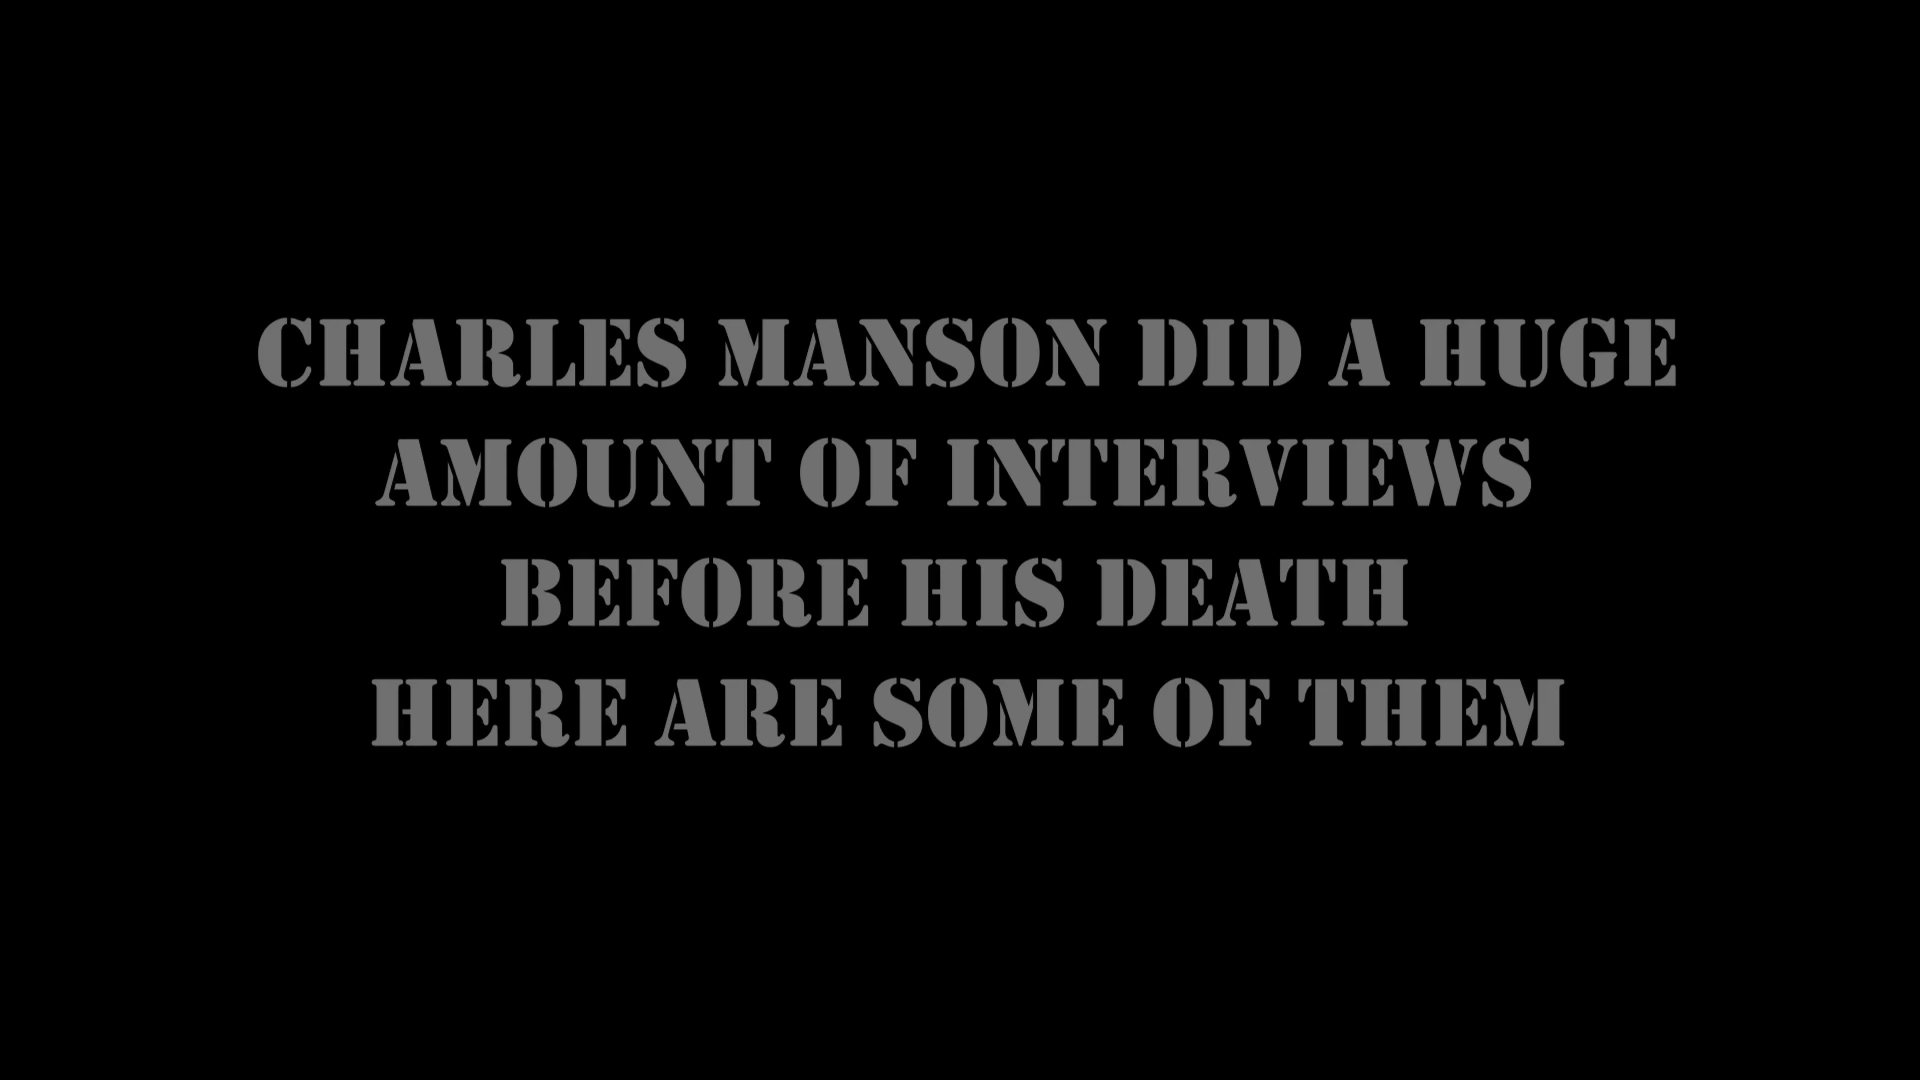 CHARLES MANSON DID A HUGE
AMOUNT OF INTERVIEWS
BEFORE HIS DEATH
HERE ARE SOME OF THEM